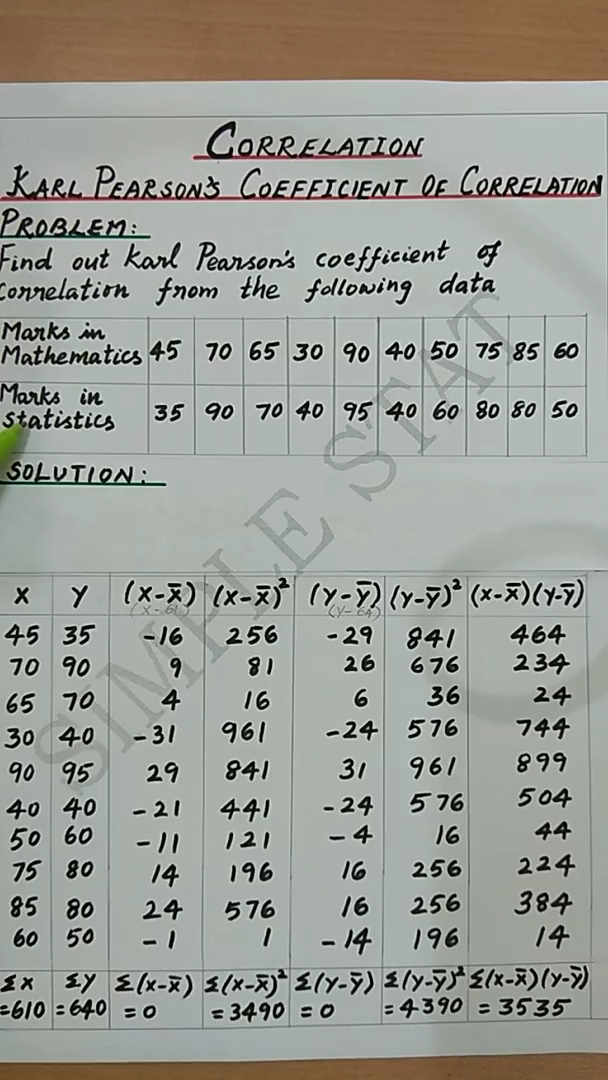 CORRELATION
KARL PEARSON'S COEFFICIENT OF CORRELATION
PROBLEM:
Find out Karl Pearson's coefficient of
correlation from the following data
Marks in
Mathematics 45 70 65 30 90 40 50 75 85 60
Marks in
Statistics 35 90 70 40 95 40 60 80 80 50
SOLUTION:
X Y (x-x̄) (x-x̄)² (y-ȳ) (y-ȳ)² (x-x̄)(y-ȳ)
(x-61) (y-64)
45 35 -16 256 -29 841 464
70 90 9 81 26 676 234
65 70 4 16 6 36 24
30 40 -31 961 -24 576 744
90 95 29 841 31 961 899
40 40 -21 441 -24 576 504
50 60 -11 121 -4 16 44
75 80 14 196 16 256 224
85 80 24 576 16 256 384
60 50 -1 1 -14 196 14
Σx Σy Σ(x-x̄) Σ(x-x̄)² Σ(y-ȳ) Σ(y-ȳ)² Σ(x-x̄)(y-ȳ)
=610 =640 =0 =3490 =0 =4390 =3535
SIMPLE STAT